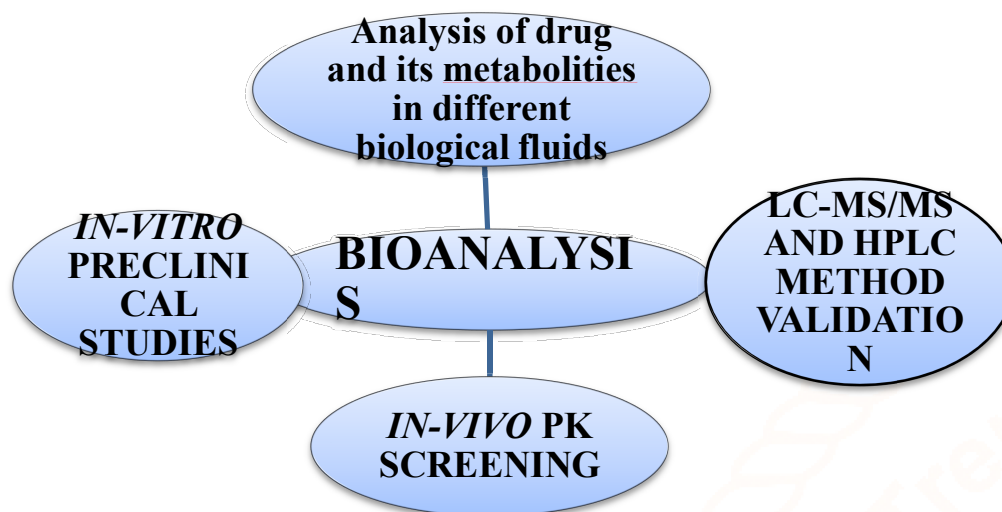 Analysis of drug
and its metabolities
in different
biological fluids
IN-VITRO
PRECLINI
CAL
STUDIES
BIOANALYSI
S
LC-MS/MS
AND HPLC
METHOD
VALIDATIO
N
IN-VIVO PK
SCREENING